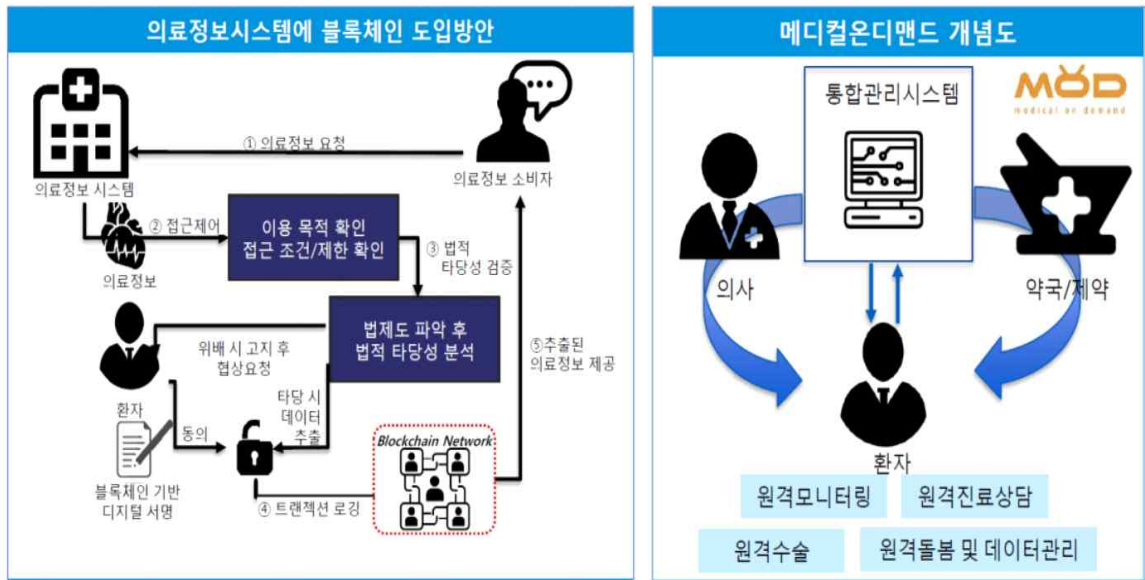 의료정보시스템에 블록체인 도입방안
① 의료정보 요청
의료정보 시스템
의료정보 소비자
② 접근제어
이용 목적 확인
접근 조건/제한 확인
③ 법적
타당성 검증
의료정보
법제도 파악 후
법적 타당성 분석
위배 시 고지 후
협상요청
⑤추출된
의료정보 제공
환자
타당 시
데이터
추출
동의
Blockchain Network
블록체인 기반
디지털 서명
④ 트랜젝션 로깅
메디컬온디맨드 개념도
통합관리시스템
MOD
medical on demand
의사
약국/제약
환자
원격모니터링
원격진료상담
원격수술
원격돌봄 및 데이터관리